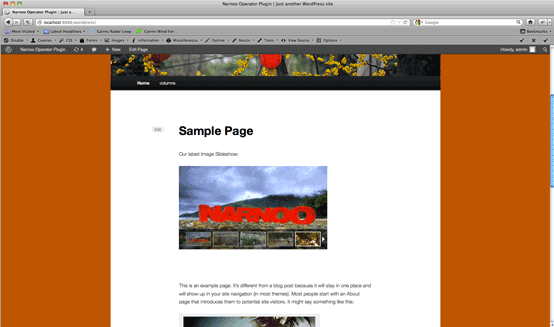 Narnoo Operator Plugin | Just another WordPress site
Narnoo Operator Plugin | Just a...
localhost:8888/wordpress/
Google
Most Visited
Latest Headlines
Cairns Radar Loop
Cairns Wind For...
Bookmarks
Disable
Cookies
CSS
Forms
Images
Information
Miscellaneous
Outline
Resize
Tools
View Source
Options
Narnoo Operator Plugin
4
New
Edit Page
Howdy, admin
Home
columns
Edit
Sample Page
Our latest Image Slideshow:
NARNOO
This is an example page. It's different from a blog post because it will stay in one place and
will show up in your site navigation (in most themes). Most people start with an About
page that introduces them to potential site visitors. It might say something like this: